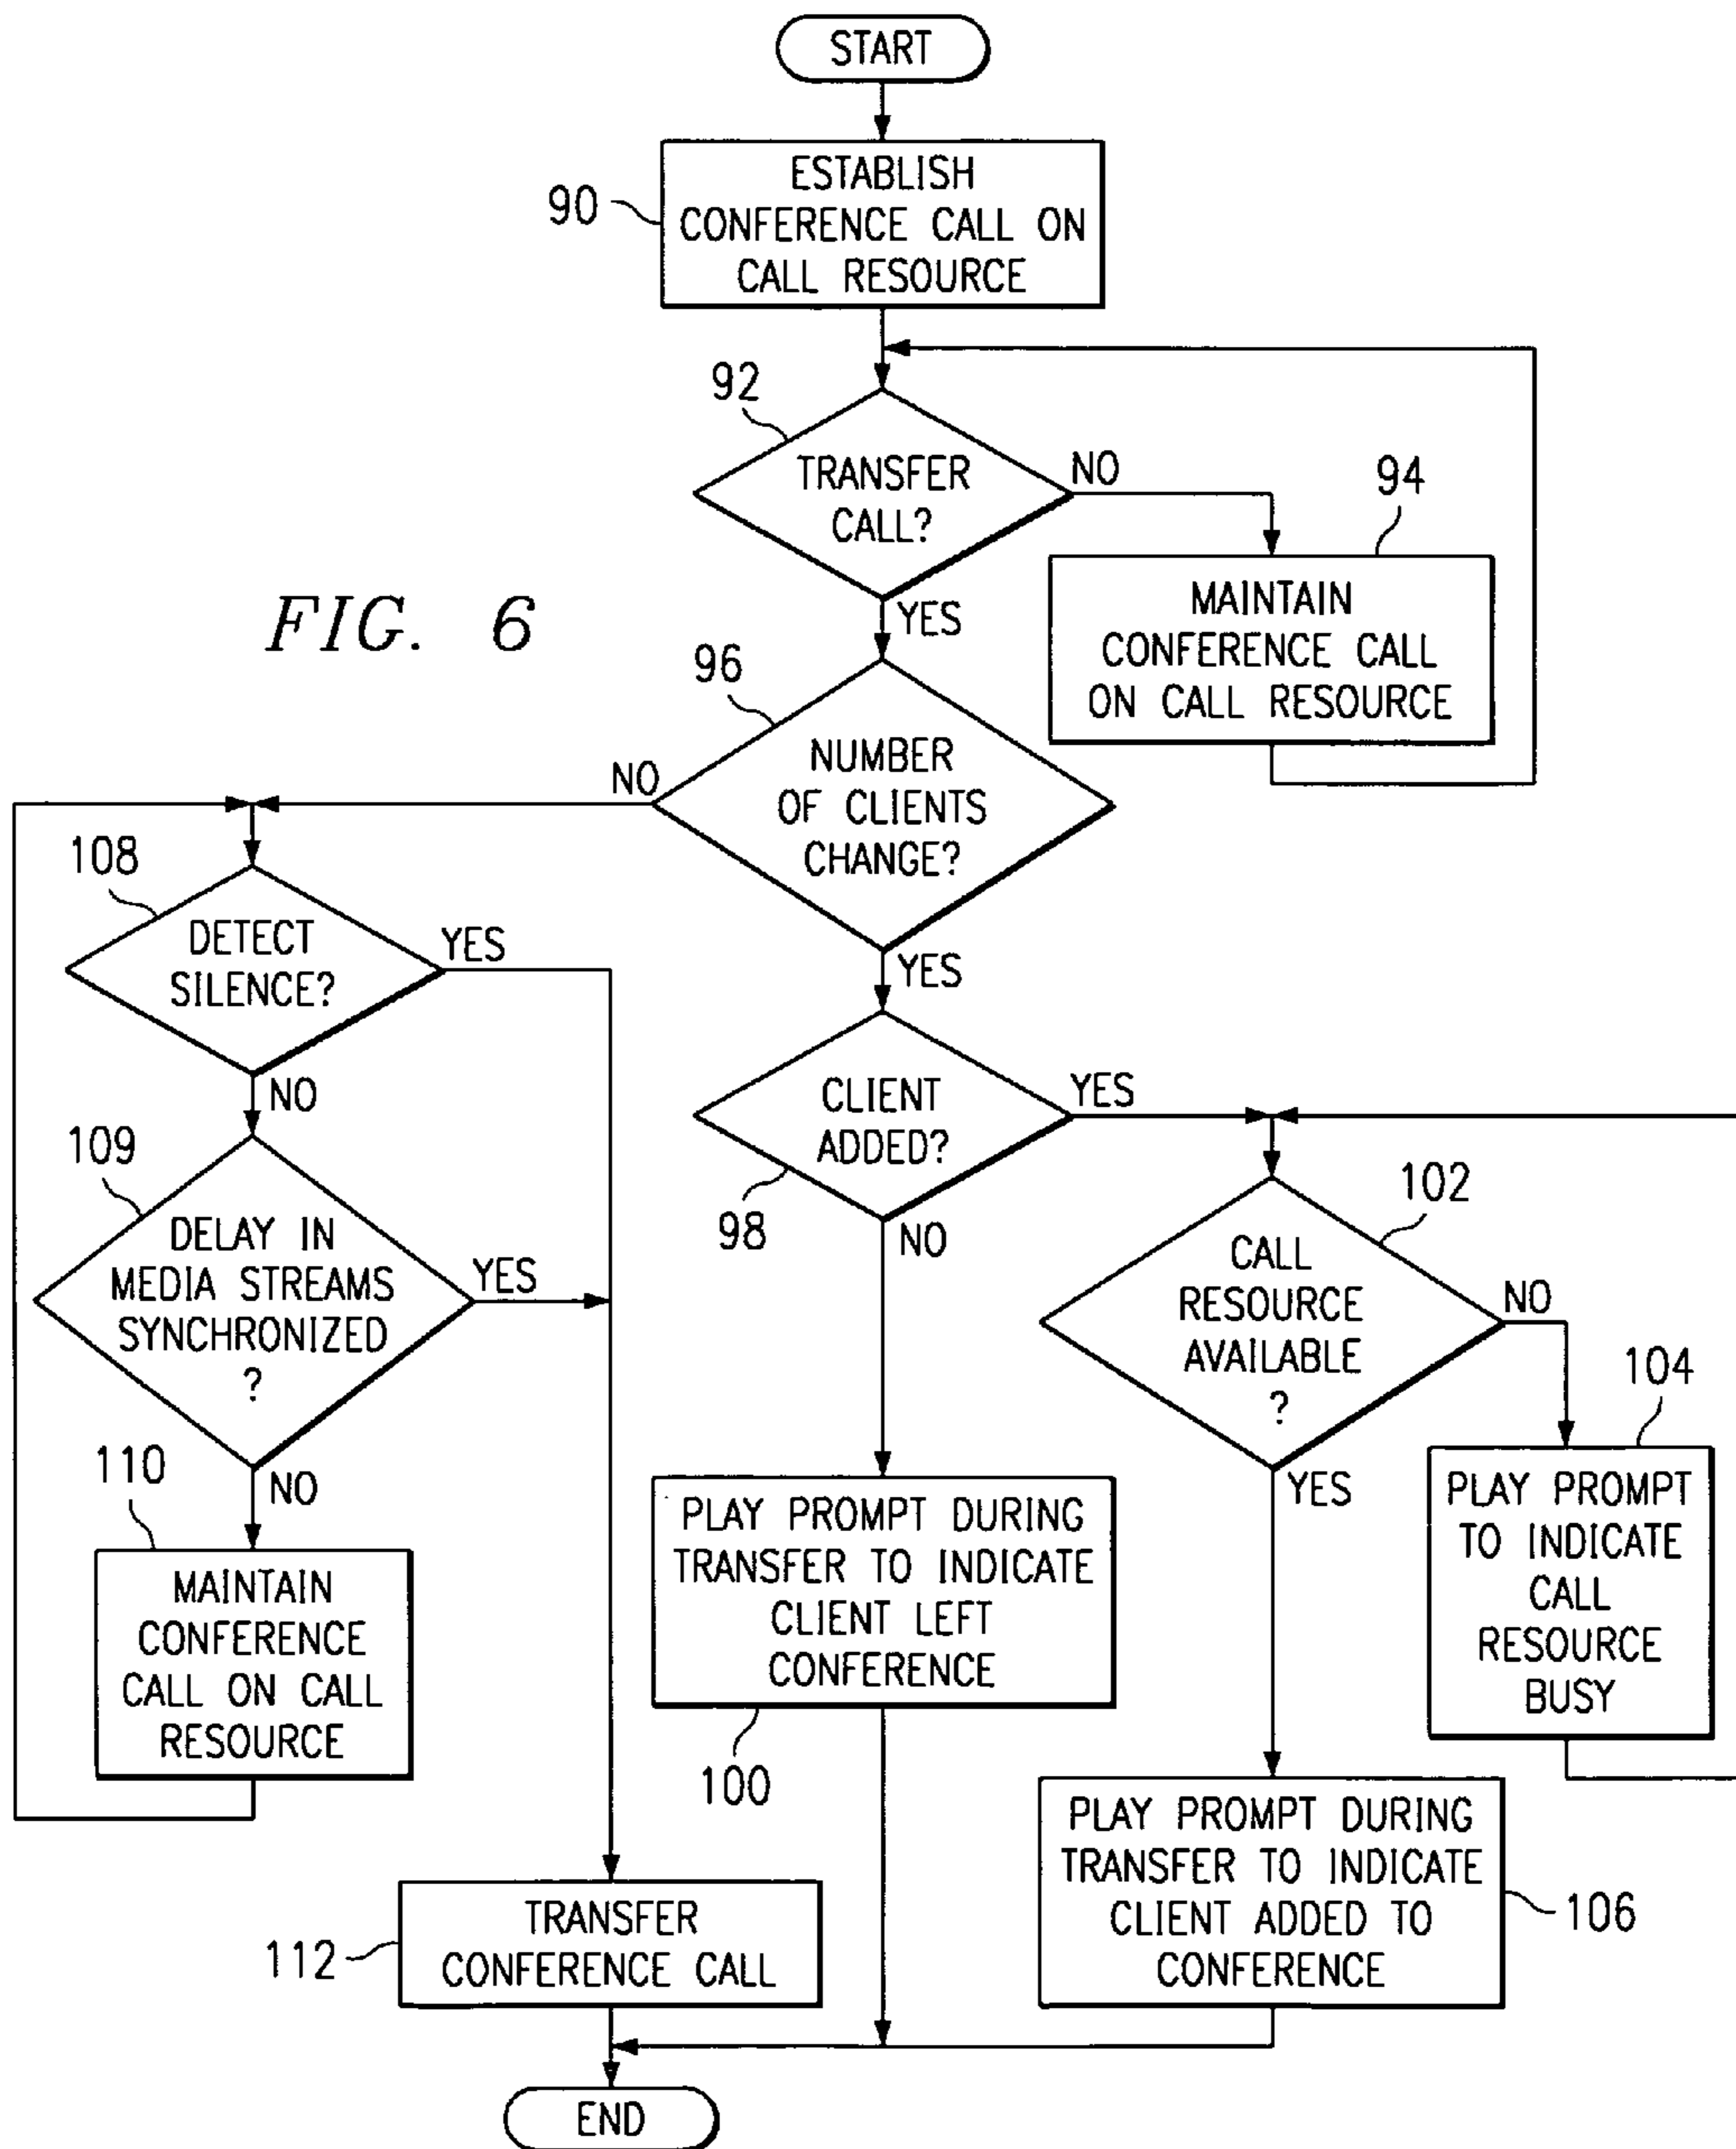 START
ESTABLISH
CONFERENCE CALL ON
CALL RESOURCE
90
92
TRANSFER
CALL?
NO
YES
94
MAINTAIN
CONFERENCE CALL
ON CALL RESOURCE
FIG. 6
96
NUMBER
OF CLIENTS
CHANGE?
NO
YES
108
DETECT
SILENCE?
YES
NO
109
DELAY IN
MEDIA STREAMS
SYNCHRONIZED
?
YES
NO
110
MAINTAIN
CONFERENCE
CALL ON CALL
RESOURCE
CLIENT
ADDED?
YES
98
NO
102
CALL
RESOURCE
AVAILABLE
?
NO
YES
104
PLAY PROMPT
TO INDICATE
CALL
RESOURCE
BUSY
PLAY PROMPT DURING
TRANSFER TO INDICATE
CLIENT LEFT
CONFERENCE
100
PLAY PROMPT DURING
TRANSFER TO INDICATE
CLIENT ADDED TO
CONFERENCE
106
112
TRANSFER
CONFERENCE CALL
END